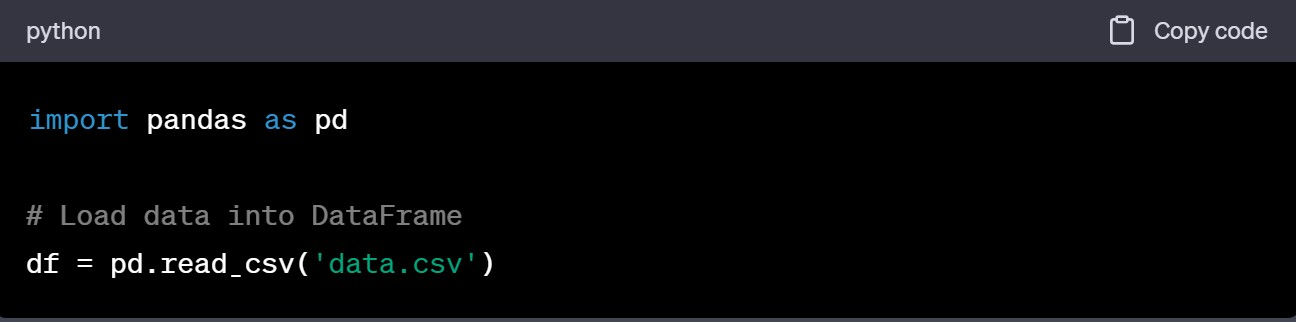 python
Copy code
import pandas as pd
# Load data into DataFrame
df = pd.read_csv('data.csv')